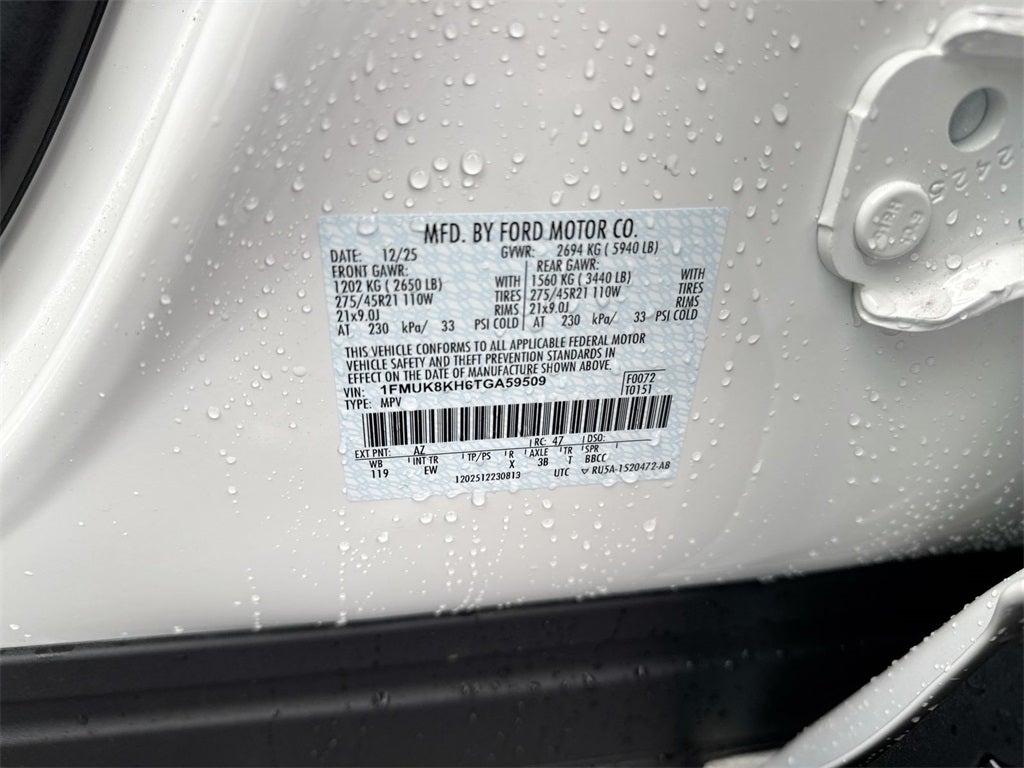 MFD. BY FORD MOTOR CO.
DATE: 12/25 GVWR: 2694 KG ( 5940 LB)
FRONT GAWR: REAR GAWR:
1202 KG ( 2650 LB) WITH 1560 KG ( 3440 LB) WITH
275/45R21 110W TIRES 275/45R21 110W TIRES
21x9.0J RIMS 21x9.0J RIMS
AT 230 kPa/ 33 PSI COLD AT 230 kPa/ 33 PSI COLD
THIS VEHICLE CONFORMS TO ALL APPLICABLE FEDERAL MOTOR
VEHICLE SAFETY AND THEFT PREVENTION STANDARDS IN
EFFECT ON THE DATE OF MANUFACTURE SHOWN ABOVE.
VIN: 1FMUK8KH6TGA59509 F0072
TYPE: MPV T0151
EXT PNT: AZ RC: 47 DSO:
WB INT TR TP/PS R AXLE TR SPR
119 EW X 3B T BBCC
1202512230813 UTC RU5A-1520472-AB
2425